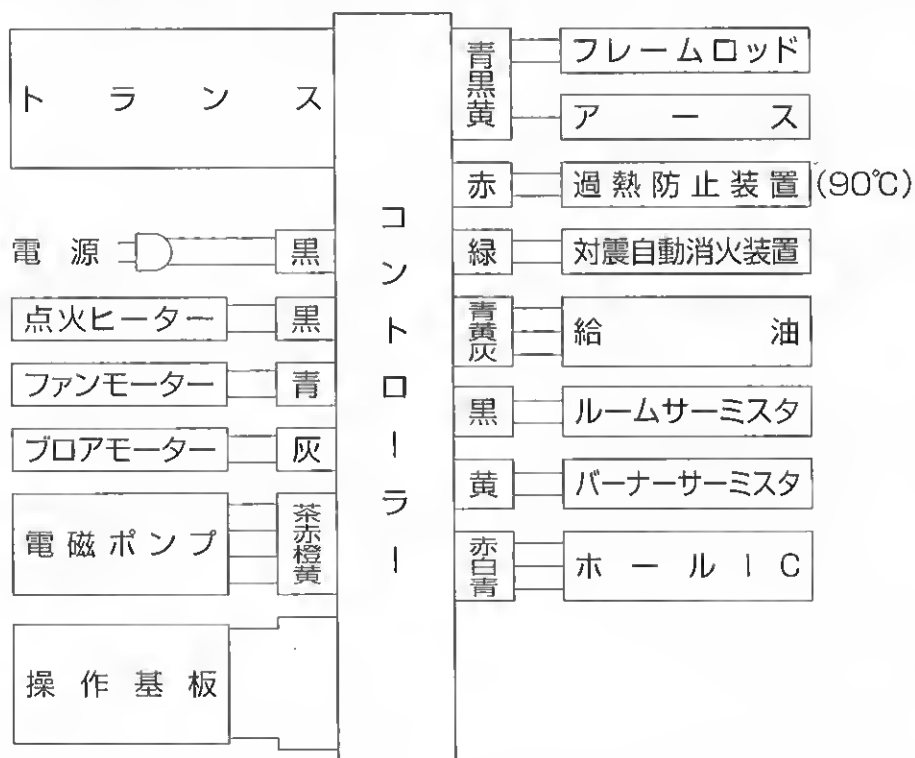 トランス
電源 黒
点火ヒーター 黒
ファンモーター 青
ブロアモーター 灰
電磁ポンプ 茶赤橙黄
操作基板
コントローラー
青黒黄 フレームロッド
アース
赤 過熱防止装置 (90℃)
緑 対震自動消火装置
青黄灰 給油
黒 ルームサーミスタ
黄 バーナーサーミスタ
赤白青 ホールIC